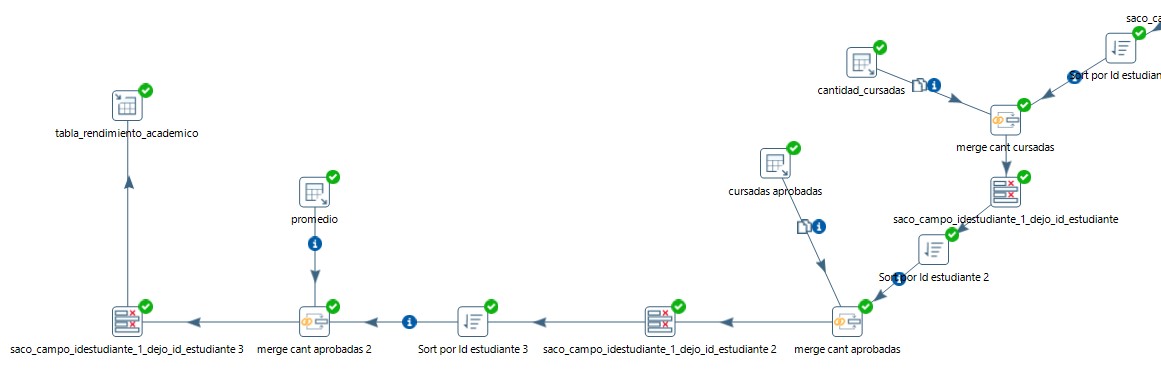 saco_ca
Sort por Id estudian
cantidad_cursadas
tabla_rendimiento_academico
merge cant cursadas
cursadas aprobadas
promedio
saco_campo_idestudiante_1_dejo_id_estudiante
Sort por Id estudiante 2
saco_campo_idestudiante_1_dejo_id_estudiante 3
merge cant aprobadas 2
Sort por Id estudiante 3
saco_campo_idestudiante_1_dejo_id_estudiante 2
merge cant aprobadas